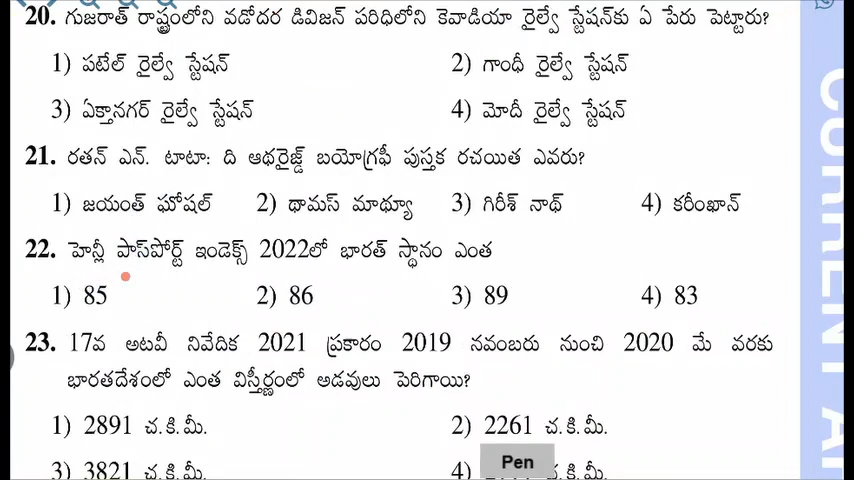 20. గుజరాత్ రాష్ట్రంలోని వడోదర డివిజన్ పరిధిలోని కెవాడియా రైల్వే స్టేషన్‌కు ఏ పేరు పెట్టారు?
1) పటేల్ రైల్వే స్టేషన్ 2) గాంధీ రైల్వే స్టేషన్
3) ఏక్తానగర్ రైల్వే స్టేషన్ 4) మోదీ రైల్వే స్టేషన్
21. రతన్ ఎన్. టాటా: ది ఆథరైజ్డ్ బయోగ్రఫీ పుస్తక రచయిత ఎవరు?
1) జయంత్ ఘోషల్ 2) థామస్ మాథ్యూ 3) గిరీశ్ నాథ్ 4) కరీంఖాన్
22. హెన్లీ పాస్‌పోర్ట్ ఇండెక్స్ 2022లో భారత్ స్థానం ఎంత
1) 85 2) 86 3) 89 4) 83
23. 17వ అటవీ నివేదిక 2021 ప్రకారం 2019 నవంబరు నుంచి 2020 మే వరకు
భారతదేశంలో ఎంత విస్తీర్ణంలో అడవులు పెరిగాయి?
1) 2891 చ.కి.మీ. 2) 2261 చ.కి.మీ.
3) 3821 చ.కి.మీ. 4) చ.కి.మీ.
Pen
CURRENT